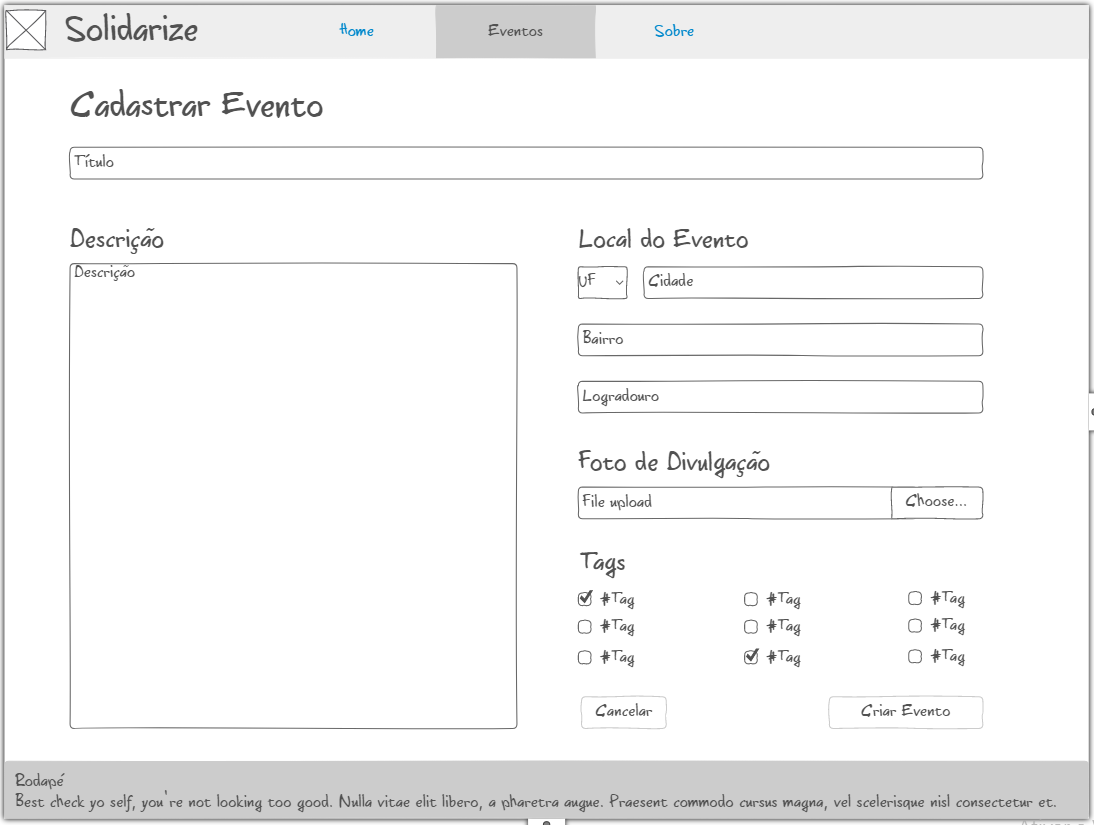 Solidarize Home Eventos Sobre
Cadastrar Evento
Título
Descrição
Descrição
Local do Evento
UF Cidade
Bairro
Logradouro
Foto de Divulgação
File upload Choose...
Tags
#Tag #Tag #Tag
#Tag #Tag #Tag
#Tag #Tag #Tag
Cancelar Criar Evento
Rodapé
Best check yo self, you're not looking too good. Nulla vitae elit libero, a pharetra augue. Praesent commodo cursus magna, vel scelerisque nisl consectetur et.